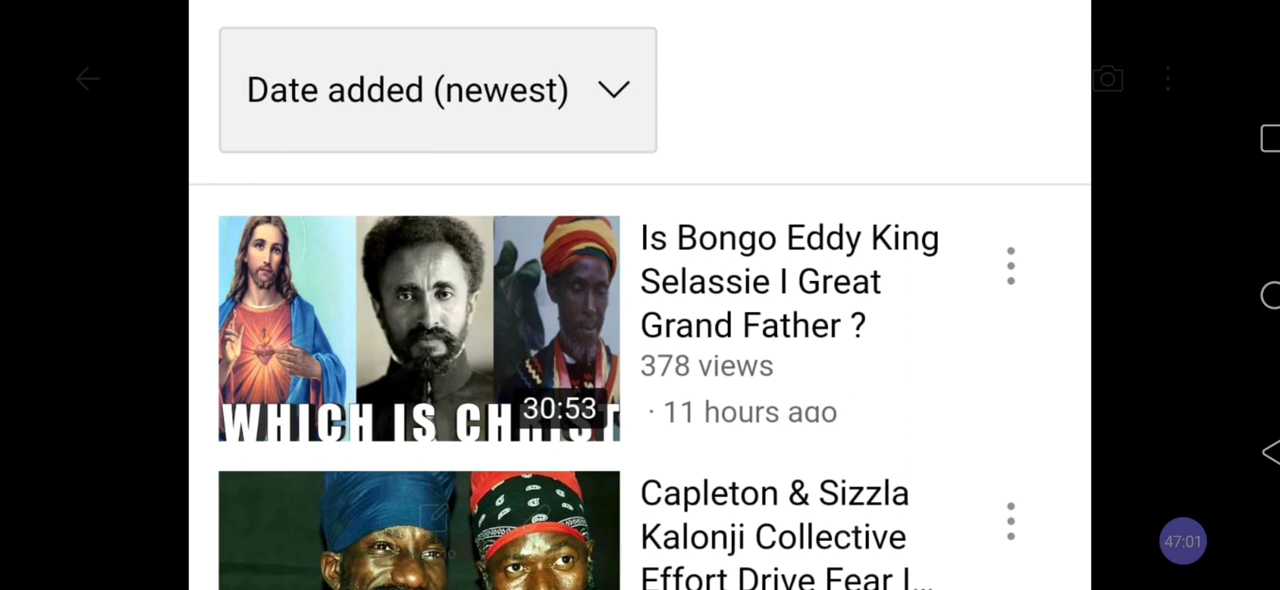 Date added (newest)
Is Bongo Eddy King
Selassie I Great
Grand Father ?
378 views
· 11 hours ago
WHICH IS CHRIST
30:53
Capleton & Sizzla
Kalonji Collective
Effort Drive Fear I...
47:01